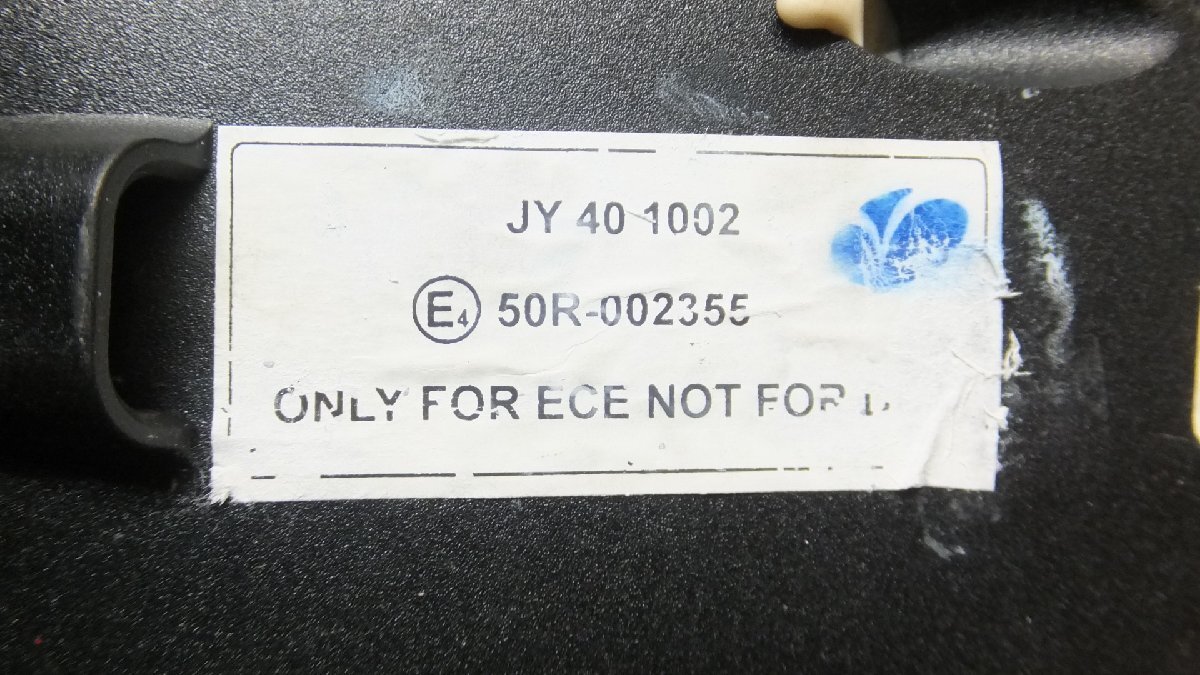 JY 40 1002
E4 50R-002355
ONLY FOR ECE NOT FOR